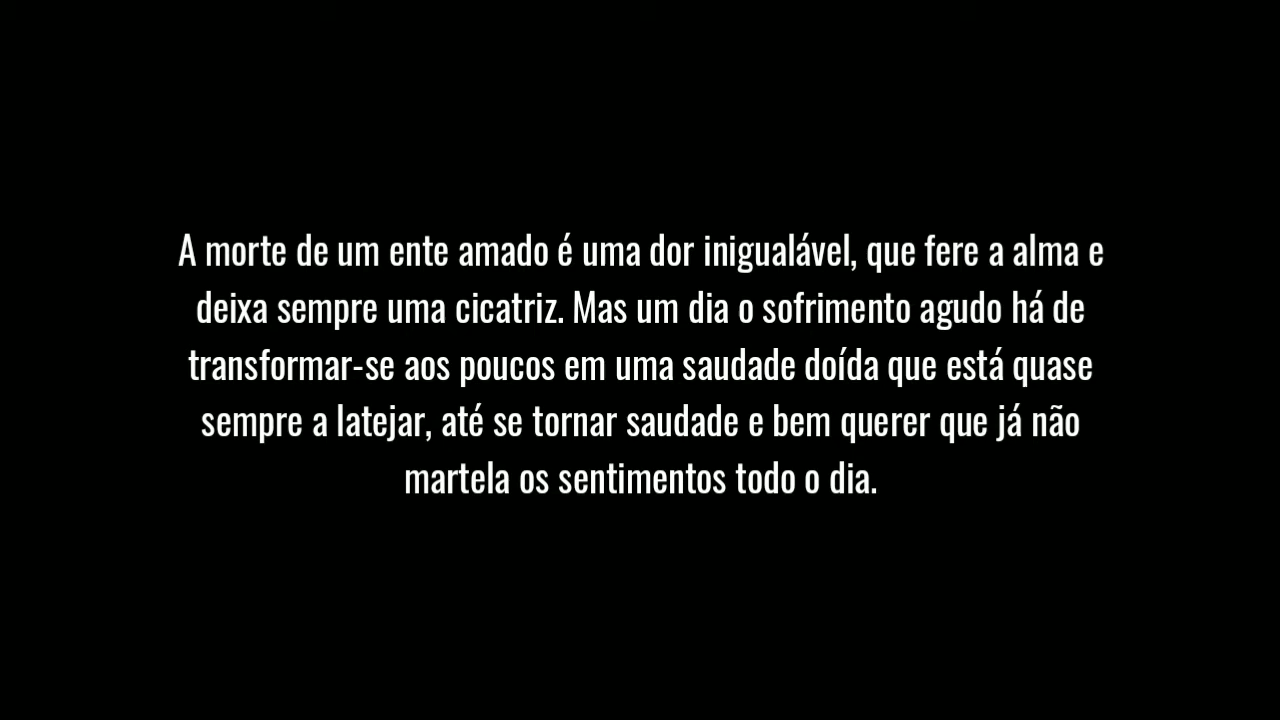 A morte de um ente amado é uma dor inigualável, que fere a alma e
deixa sempre uma cicatriz. Mas um dia o sofrimento agudo há de
transformar-se aos poucos em uma saudade doída que está quase
sempre a latejar, até se tornar saudade e bem querer que já não
martela os sentimentos todo o dia.